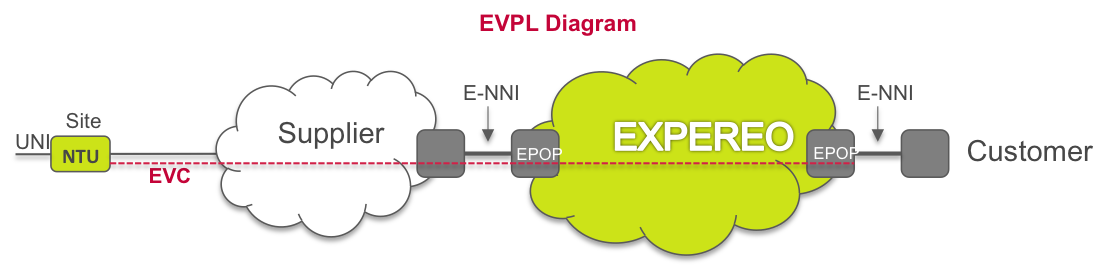 EVPL Diagram
E-NNI
E-NNI
Site
UNI
NTU
Supplier
EPOP
EXPEREO
EPOP
Customer
EVC